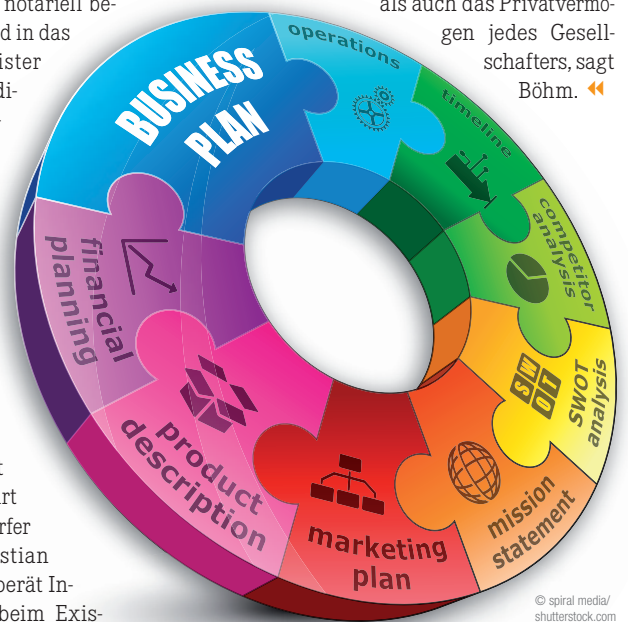 notariell be-
d in das
ister
di-
als auch das Privatvermö-
gen jedes Gesell-
schafters, sagt
Böhm.
BUSINESS
PLAN
operations
timeline
competitor
analysis
SWOT
SWOT
analysis
mission
statement
marketing
plan
product
description
financial
planning
t
rt
rfer
stian
berät In-
beim Exis-
© spiral media/
shutterstock.com